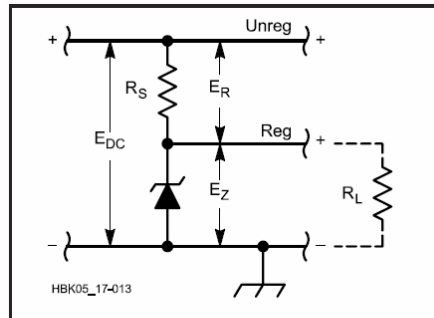 Unreg
+ +
R_S E_R
E_DC
Reg
+
E_Z
R_L
– –
HBK05_17-013